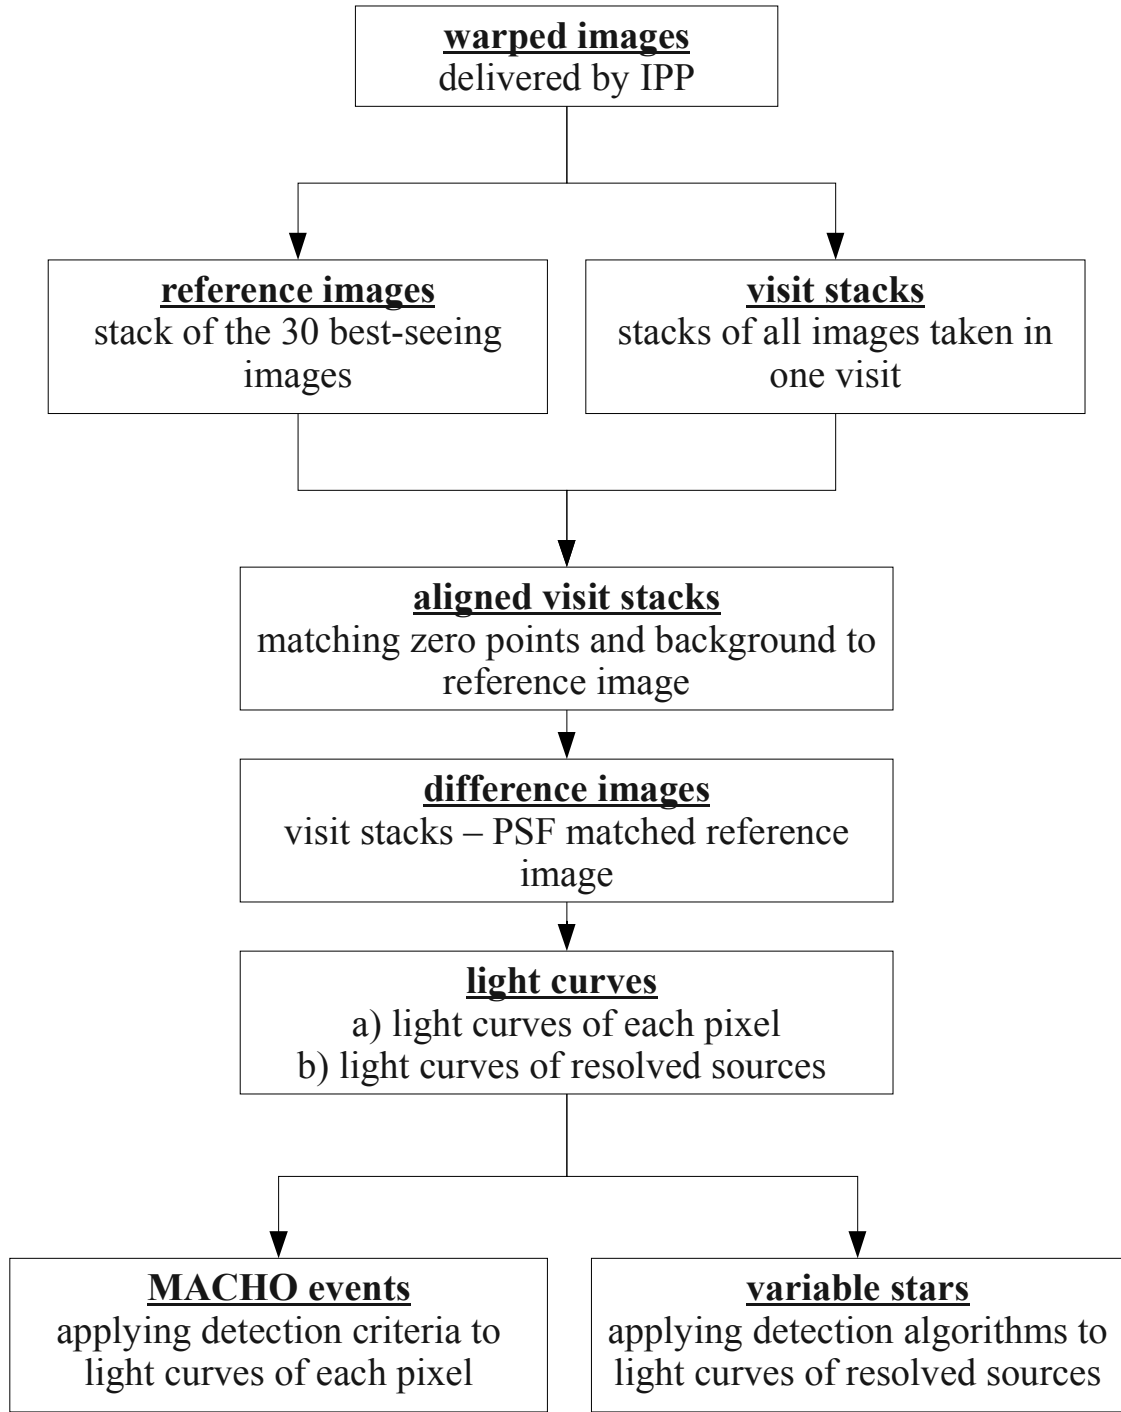 warped images
delivered by IPP
reference images
stack of the 30 best-seeing
images
visit stacks
stacks of all images taken in
one visit
aligned visit stacks
matching zero points and background to
reference image
difference images
visit stacks – PSF matched reference
image
light curves
a) light curves of each pixel
b) light curves of resolved sources
MACHO events
applying detection criteria to
light curves of each pixel
variable stars
applying detection algorithms to
light curves of resolved sources